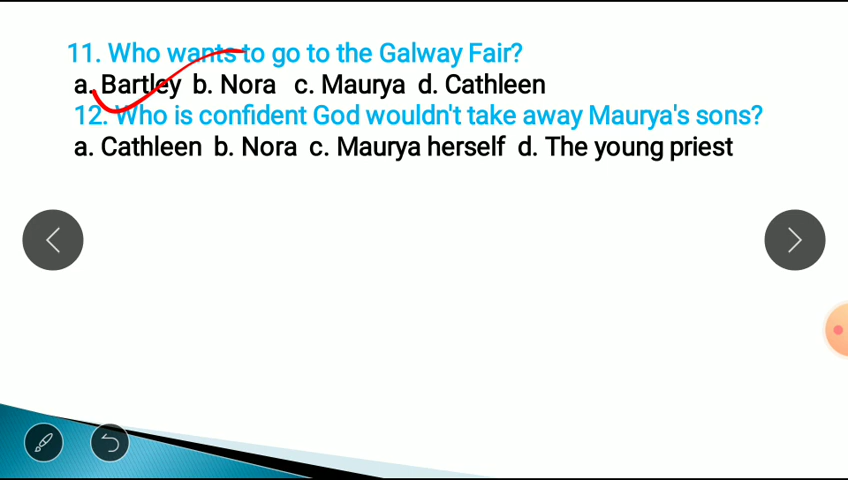 11. Who wants to go to the Galway Fair?
a. Bartley b. Nora c. Maurya d. Cathleen
12. Who is confident God wouldn't take away Maurya's sons?
a. Cathleen b. Nora c. Maurya herself d. The young priest